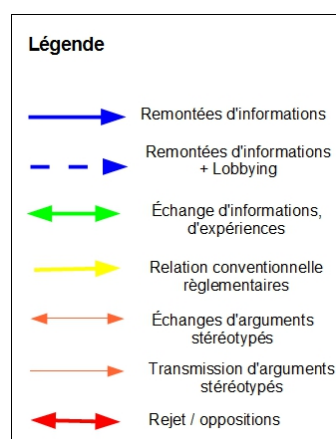 Légende
Remontées d'informations
Remontées d'informations
+ Lobbying
Échange d'informations,
d'expériences
Relation conventionnelle
règlementaires
Échanges d'arguments
stéréotypés
Transmission d'arguments
stéréotypés
Rejet / oppositions